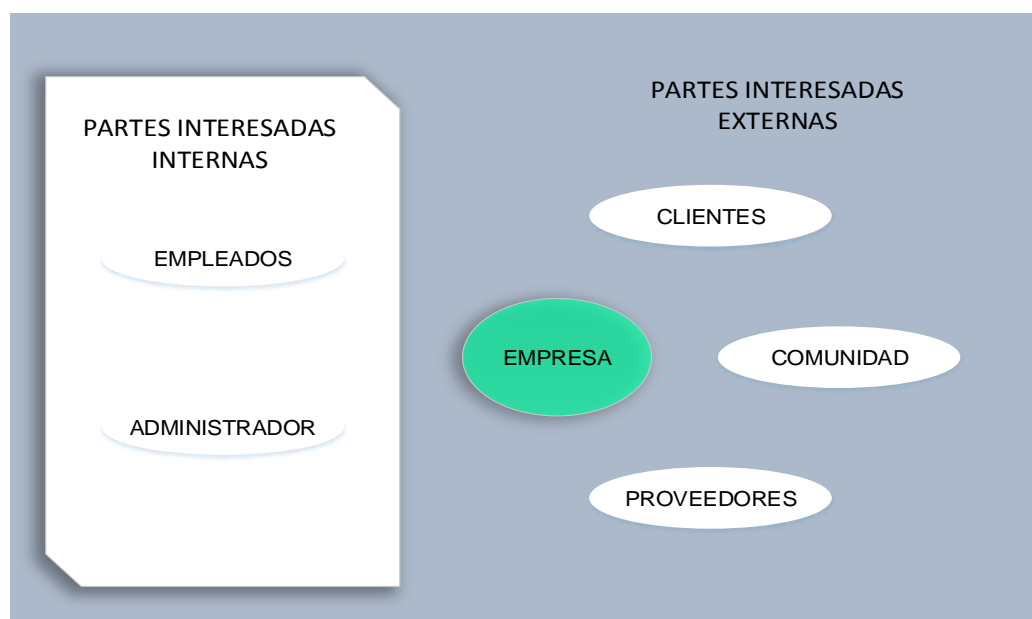 PARTES INTERESADAS
INTERNAS
EMPLEADOS
ADMINISTRADOR
PARTES INTERESADAS
EXTERNAS
CLIENTES
EMPRESA
COMUNIDAD
PROVEEDORES